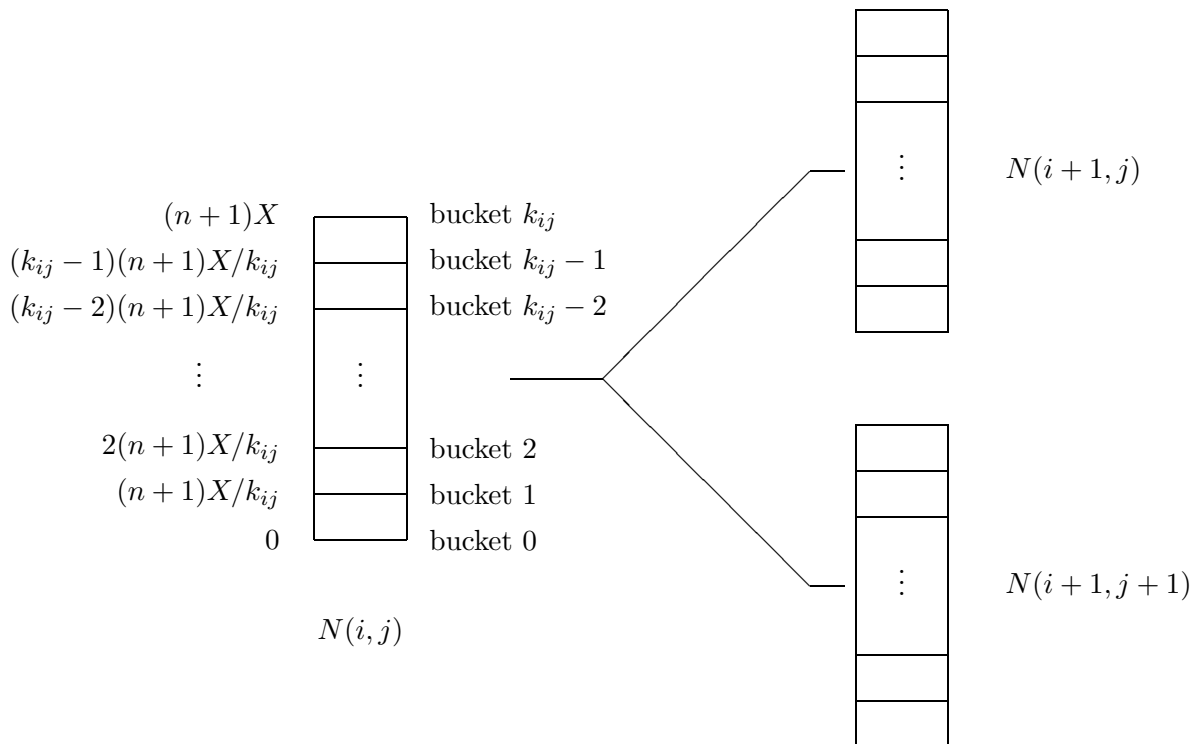 N(i + 1, j)
(n + 1)X bucket k_{ij}
(k_{ij} − 1)(n + 1)X/k_{ij} bucket k_{ij} − 1
(k_{ij} − 2)(n + 1)X/k_{ij} bucket k_{ij} − 2
2(n + 1)X/k_{ij} bucket 2
(n + 1)X/k_{ij} bucket 1
0 bucket 0
N(i + 1, j + 1)
N(i, j)